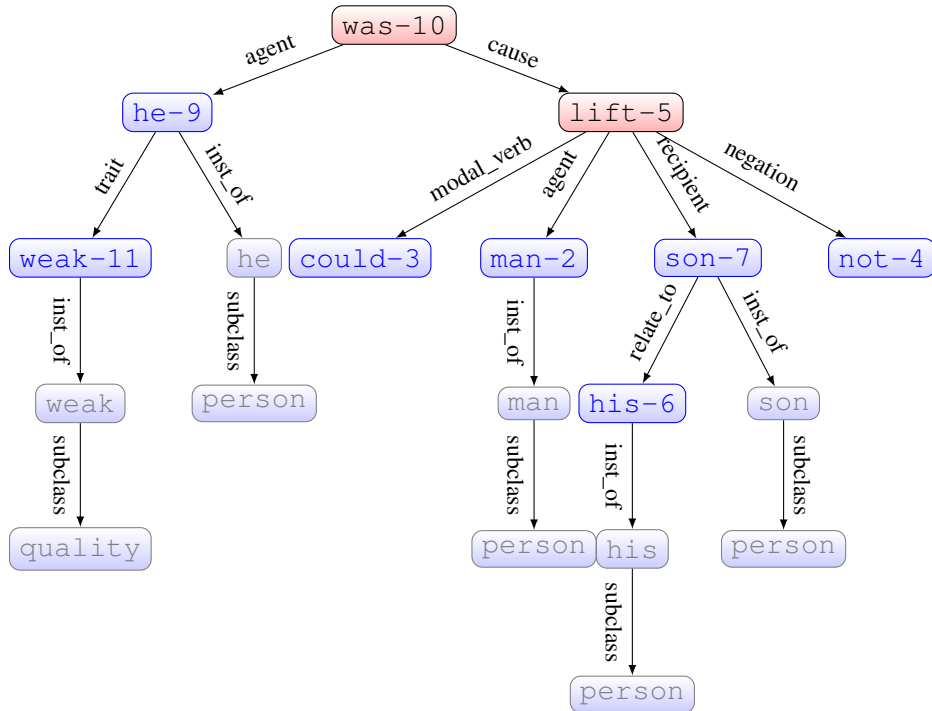 was-10
agent
cause
he-9
lift-5
trait
inst_of
modal_verb
agent
recipient
negation
weak-11
he
could-3
man-2
son-7
not-4
inst_of
subclass
inst_of
relate_to
inst_of
weak
person
man
his-6
son
subclass
subclass
inst_of
subclass
quality
person
his
person
subclass
person